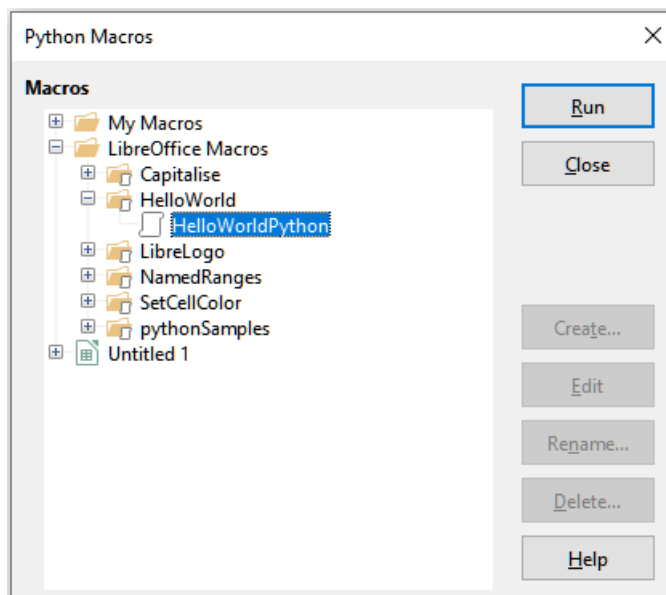 Python Macros
Macros
My Macros
LibreOffice Macros
Capitalise
HelloWorld
HelloWorldPython
LibreLogo
NamedRanges
SetCellColor
pythonSamples
Untitled 1
Run
Close
Create...
Edit
Rename...
Delete...
Help